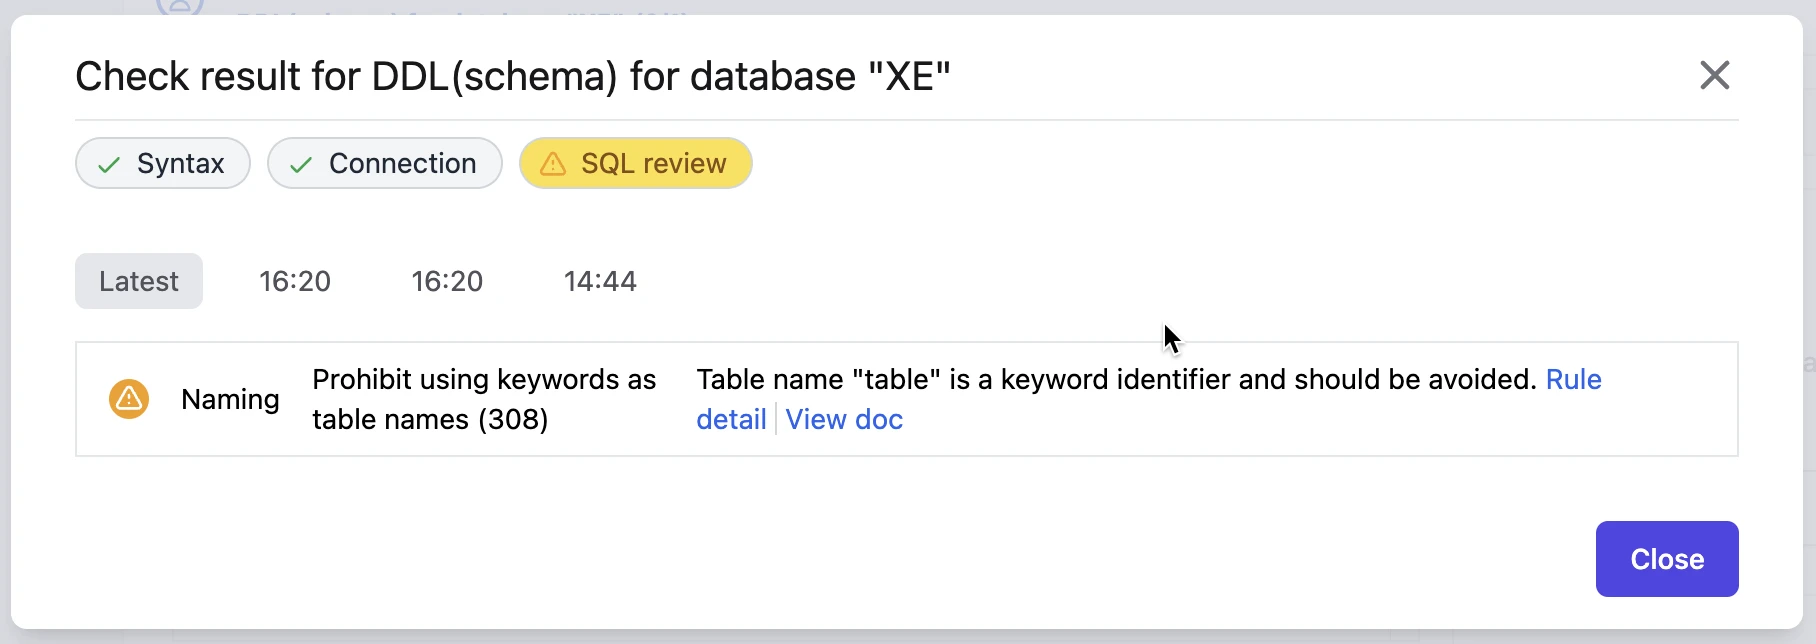 Check result for DDL(schema) for database "XE"
Syntax
Connection
SQL review
Latest
16:20
16:20
14:44
Naming
Prohibit using keywords as
table names (308)
Table name "table" is a keyword identifier and should be avoided. Rule
detail | View doc
Close